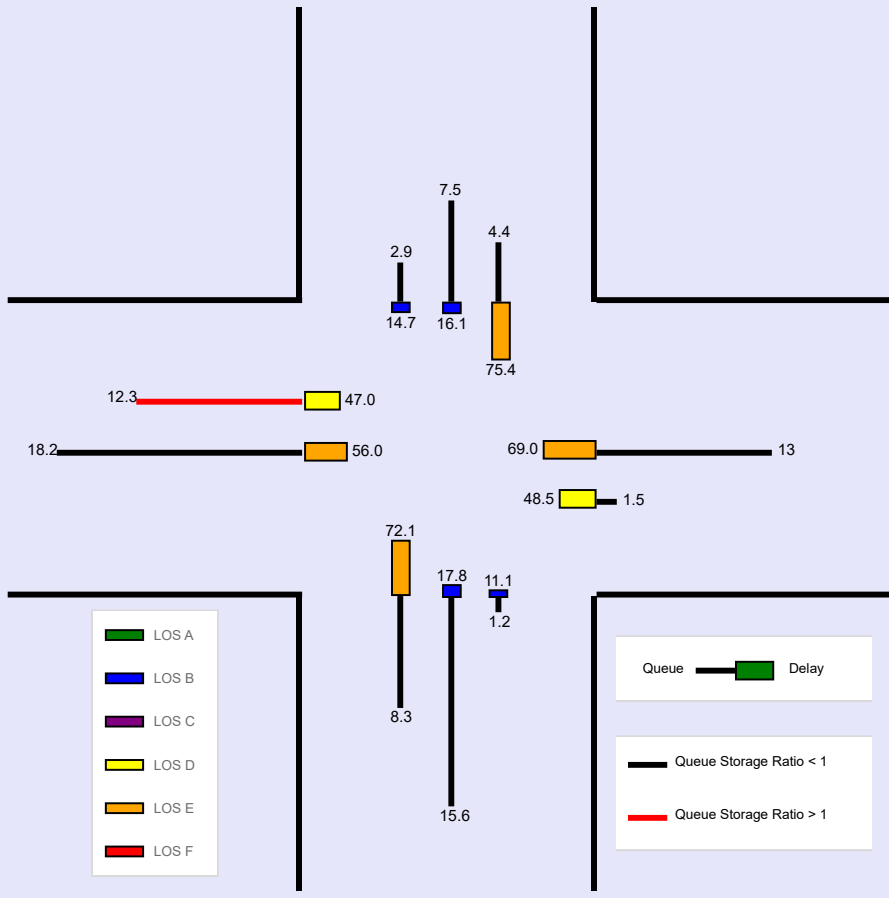 7.5
4.4
2.9
14.7
16.1
75.4
12.3
47.0
18.2
56.0
69.0
13
48.5
1.5
72.1
17.8
11.1
1.2
8.3
15.6
LOS A
LOS B
LOS C
LOS D
LOS E
LOS F
Queue Delay
Queue Storage Ratio < 1
Queue Storage Ratio > 1